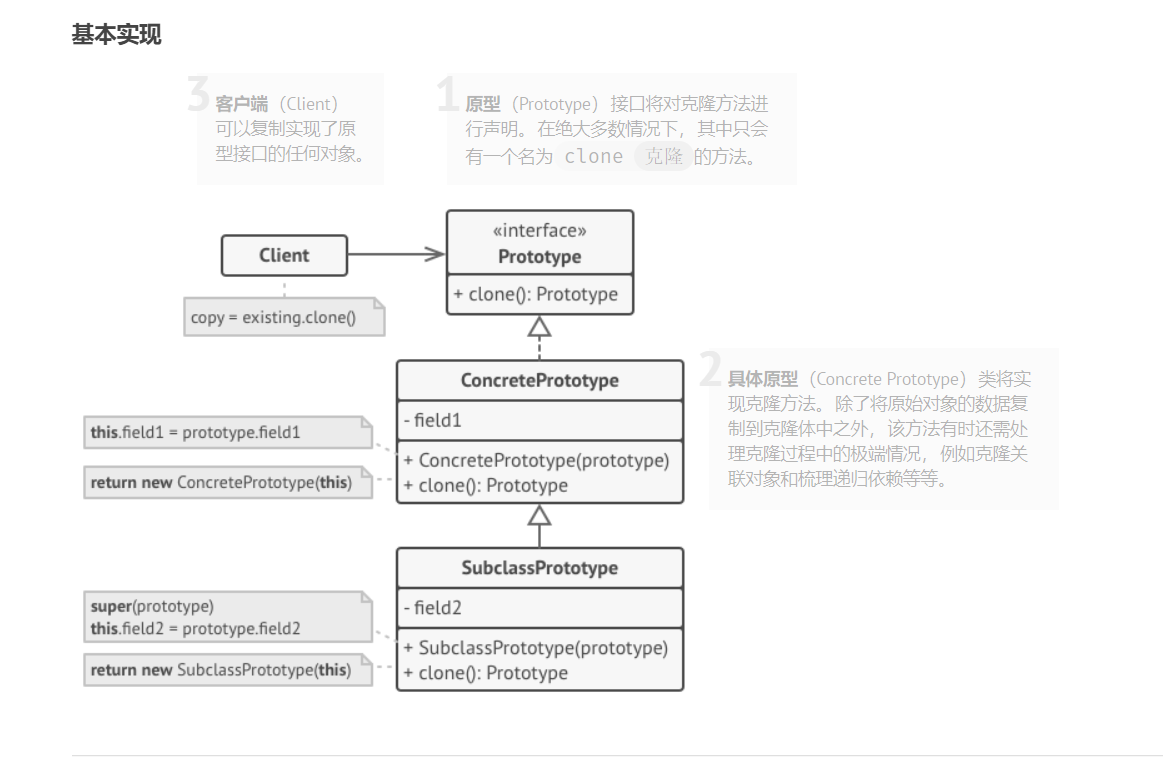 基本实现
3
客户端（Client）
可以复制实现了原
型接口的任何对象。
1
原型（Prototype）接口将对克隆方法进
行声明。 在绝大多数情况下， 其中只会
有一个名为 clone 克隆 的方法。
Client
copy = existing.clone()
«interface»
Prototype
+ clone(): Prototype
ConcretePrototype
- field1
+ ConcretePrototype(prototype)
+ clone(): Prototype
this.field1 = prototype.field1
return new ConcretePrototype(this)
2
具体原型（Concrete Prototype）类将实
现克隆方法。 除了将原始对象的数据复
制到克隆体中之外， 该方法有时还需处
理克隆过程中的极端情况， 例如克隆关
联对象和梳理递归依赖等等。
SubclassPrototype
- field2
+ SubclassPrototype(prototype)
+ clone(): Prototype
super(prototype)
this.field2 = prototype.field2
return new SubclassPrototype(this)